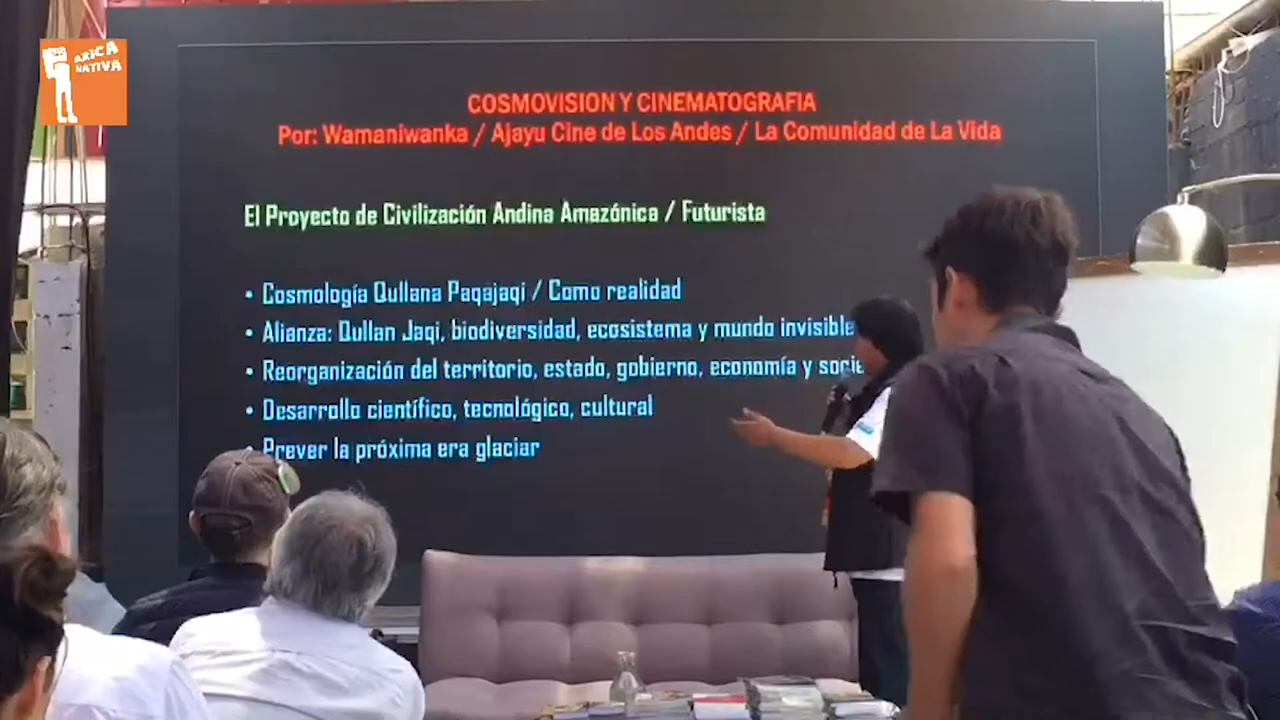 ARICA
NATIVA
COSMOVISION Y CINEMATOGRAFIA
Por: Wamaniwanka / Ajayu Cine de Los Andes / La Comunidad de La Vida
El Proyecto de Civilización Andina Amazónica / Futurista
• Cosmología Qullana Paqajaqi / Como realidad
• Alianza: Qullan Jaqi, biodiversidad, ecosistema y mundo invisible
• Reorganización del territorio, estado, gobierno, economía y socie
• Desarrollo científico, tecnológico, cultural
• Prever la próxima era glaciar